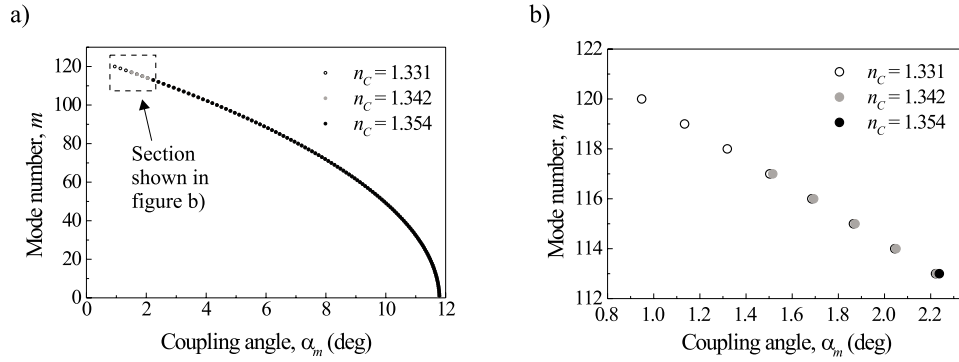 a)
Mode number, m
120
100
80
60
40
20
0
0 2 4 6 8 10 12
Coupling angle, αm (deg)
nC = 1.331
nC = 1.342
nC = 1.354
Section
shown in
figure b)
b)
Mode number, m
120
118
116
114
112
0.8 1.0 1.2 1.4 1.6 1.8 2.0 2.2
Coupling angle, αm (deg)
nC = 1.331
nC = 1.342
nC = 1.354